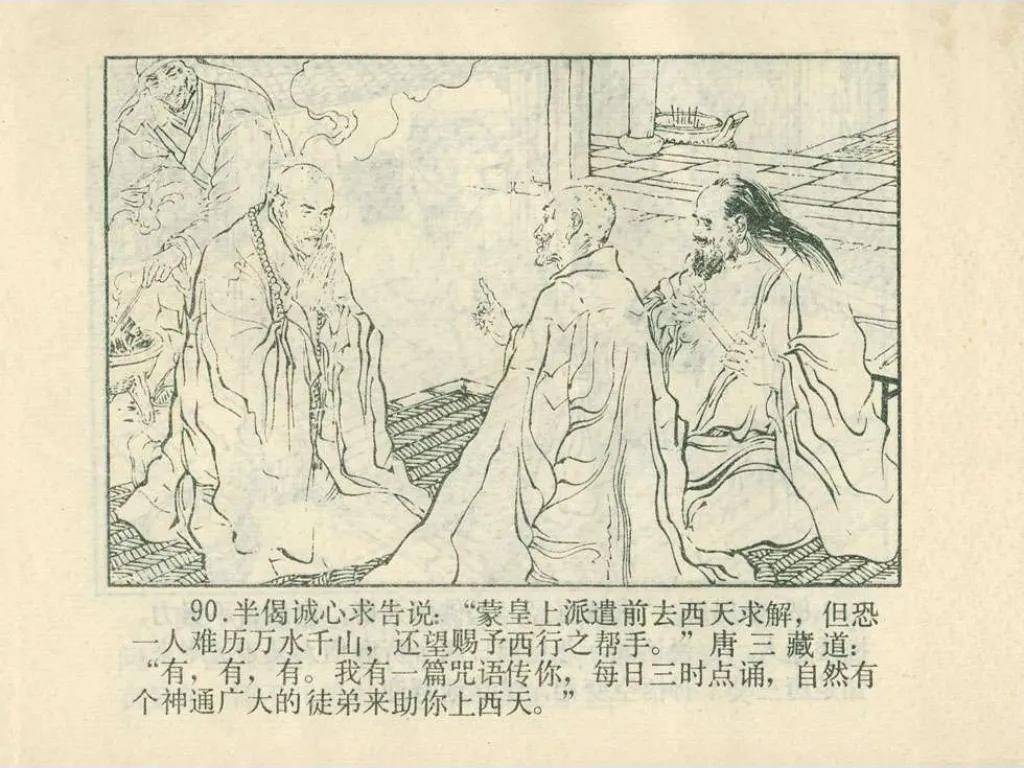 90.半偈诚心求告说：“蒙皇上派遣前去西天求解，但恐
一人难历万水千山，还望赐予西行之帮手。”唐三藏道：
“有，有，有。我有一篇咒语传你，每日三时点诵，自然有
个神通广大的徒弟来助你上西天。”